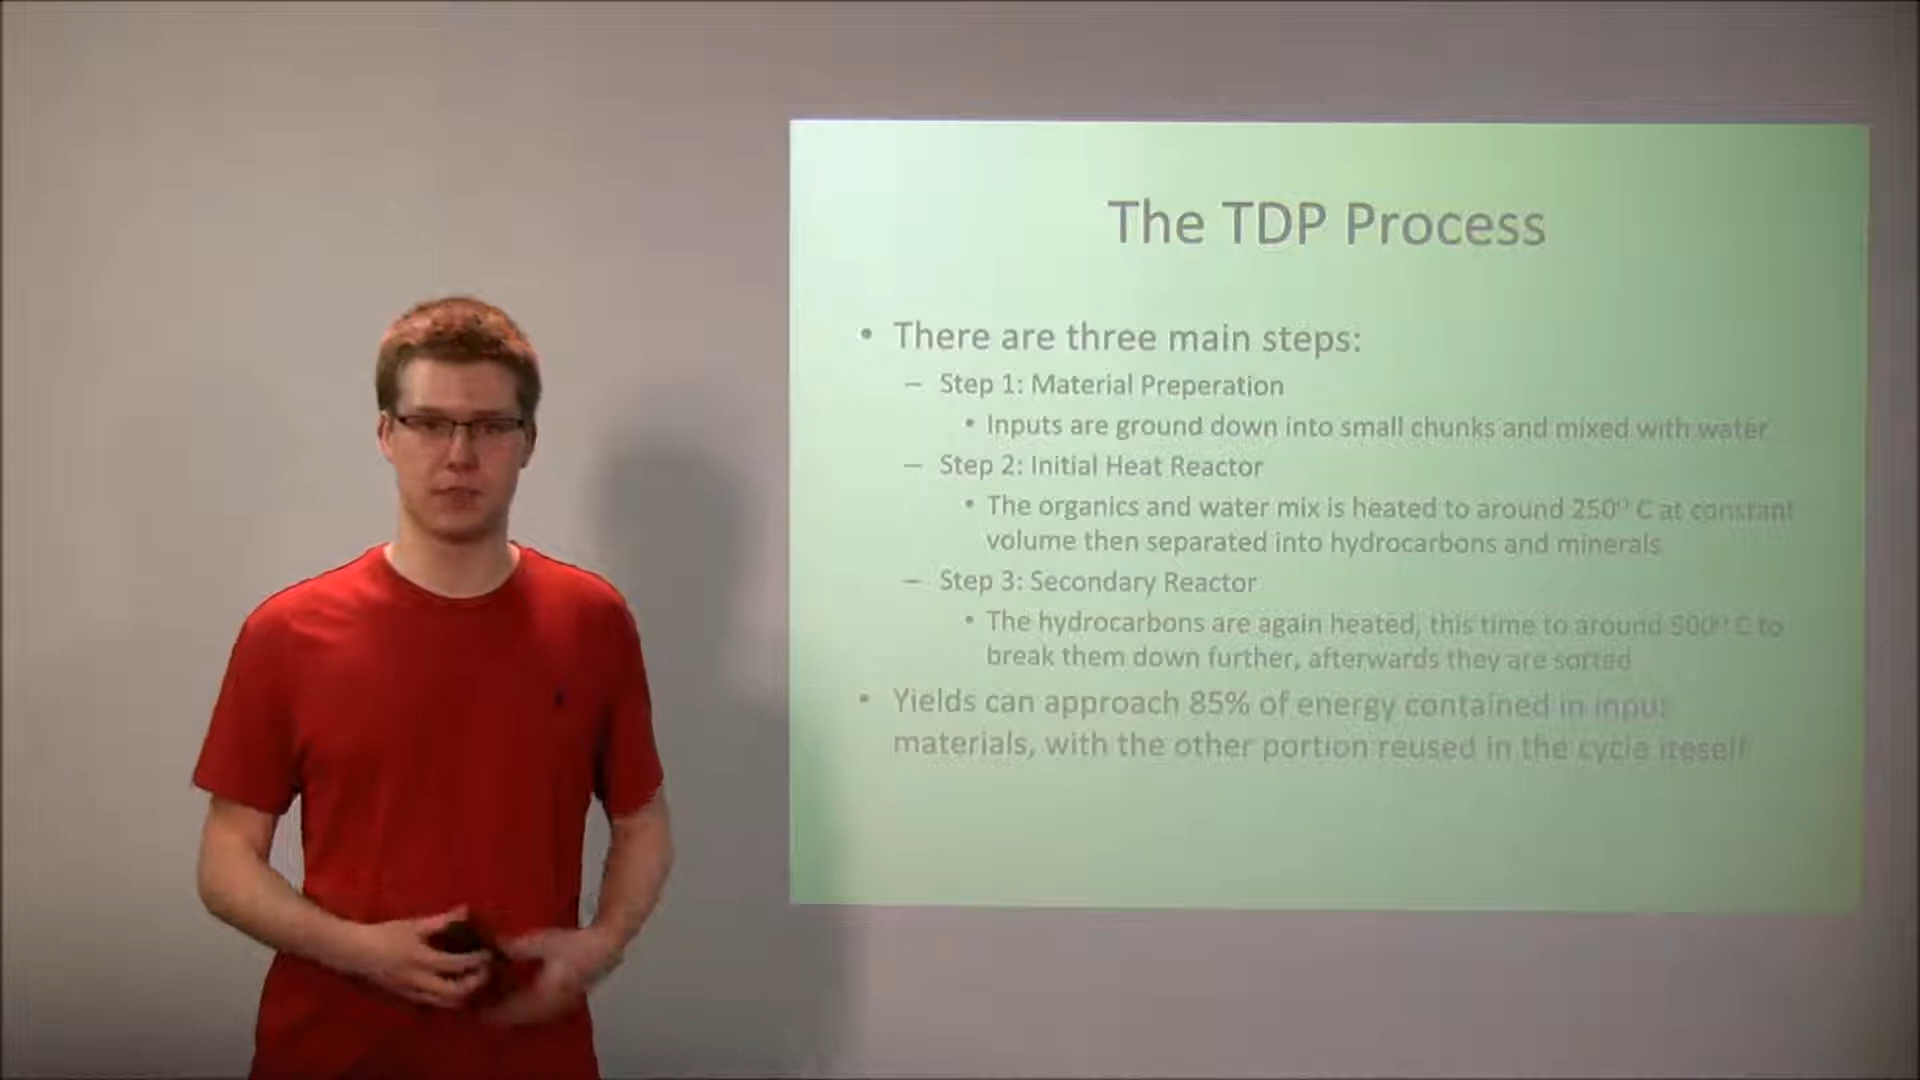 The TDP Process
• There are three main steps:
– Step 1: Material Preperation
• Inputs are ground down into small chunks and mixed with water
– Step 2: Initial Heat Reactor
• The organics and water mix is heated to around 250⁰ C at constant
volume then separated into hydrocarbons and minerals
– Step 3: Secondary Reactor
• The hydrocarbons are again heated, this time to around 500⁰ C to
break them down further, afterwards they are sorted
• Yields can approach 85% of energy contained in input
materials, with the other portion reused in the cycle iteself